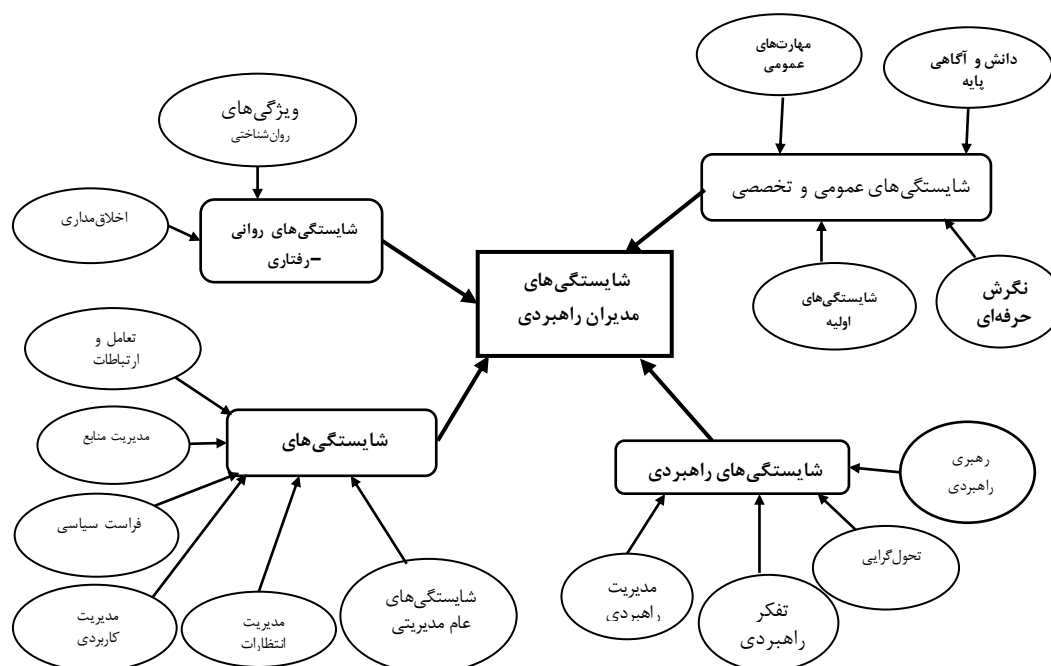 مهارت‌های
عمومی
دانش و آگاهی
پایه
ویژگی‌های
روان‌شناختی
شایستگی‌های عمومی و تخصصی
اخلاق‌مداری
شایستگی‌های روانی
–رفتاری
شایستگی‌های
مدیران راهبردی
شایستگی‌های
اولیه
نگرش
حرفه‌ای
تعامل و
ارتباطات
مدیریت منابع
شایستگی‌های
شایستگی‌های راهبردی
رهبری
راهبردی
فراست سیاسی
تحول‌گرایی
مدیریت
کاربردی
مدیریت
انتظارات
شایستگی‌های
عام مدیریتی
مدیریت
راهبردی
تفکر
راهبردی